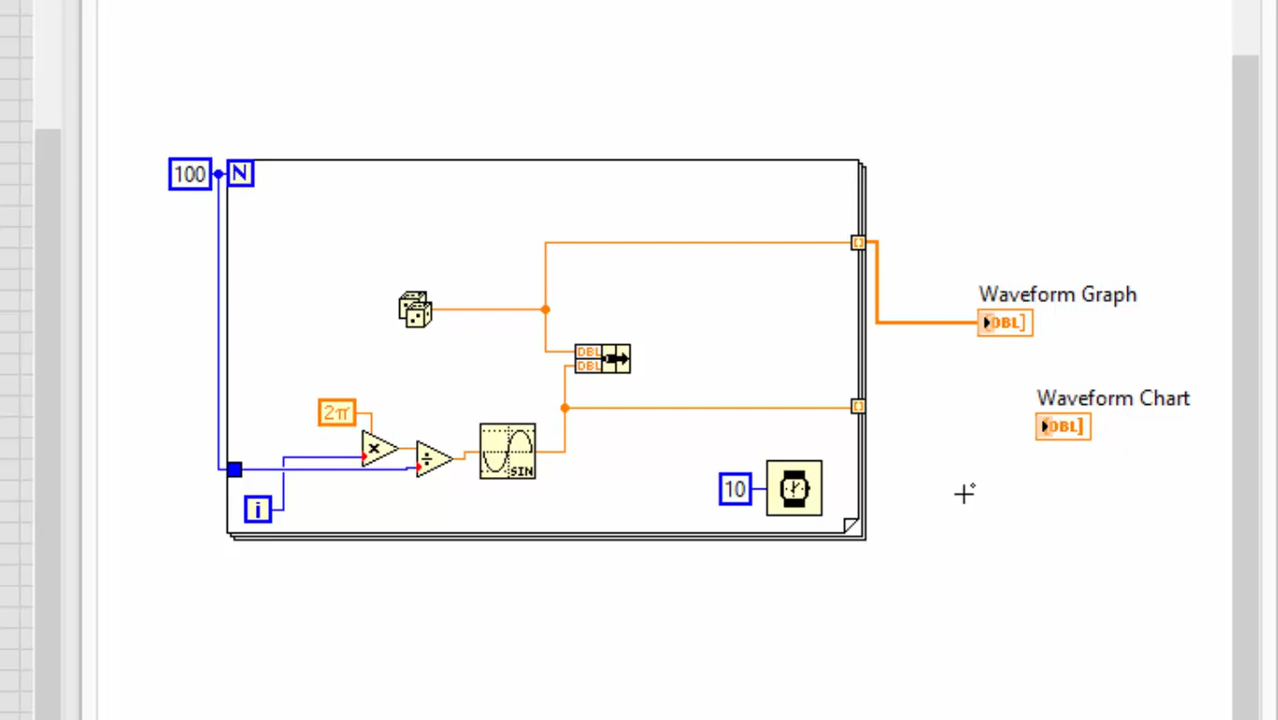 100
N
Waveform Graph
DBL]
DBL
DBL
Waveform Chart
DBL]
2π
×
÷
SIN
10
i